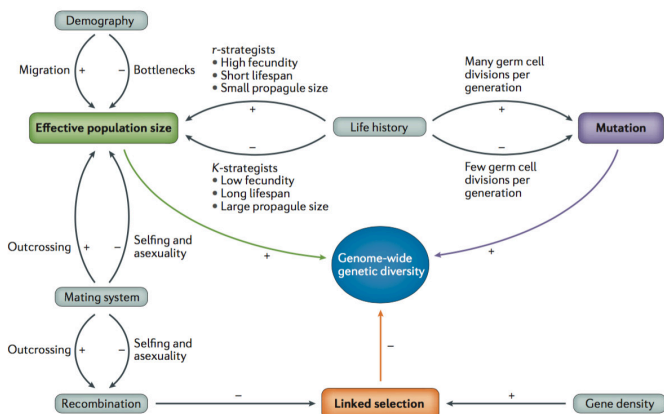 Demography
Migration
+
−
Bottlenecks
r-strategists
• High fecundity
• Short lifespan
• Small propagule size
+
Many germ cell
divisions per
generation
+
Effective population size
Life history
Mutation
−
K-strategists
• Low fecundity
• Long lifespan
• Large propagule size
−
Few germ cell
divisions per
generation
Outcrossing
+
−
Selfing and
asexuality
+
Genome-wide
genetic diversity
+
Mating system
Outcrossing
+
−
Selfing and
asexuality
−
Recombination
−
Linked selection
+
Gene density